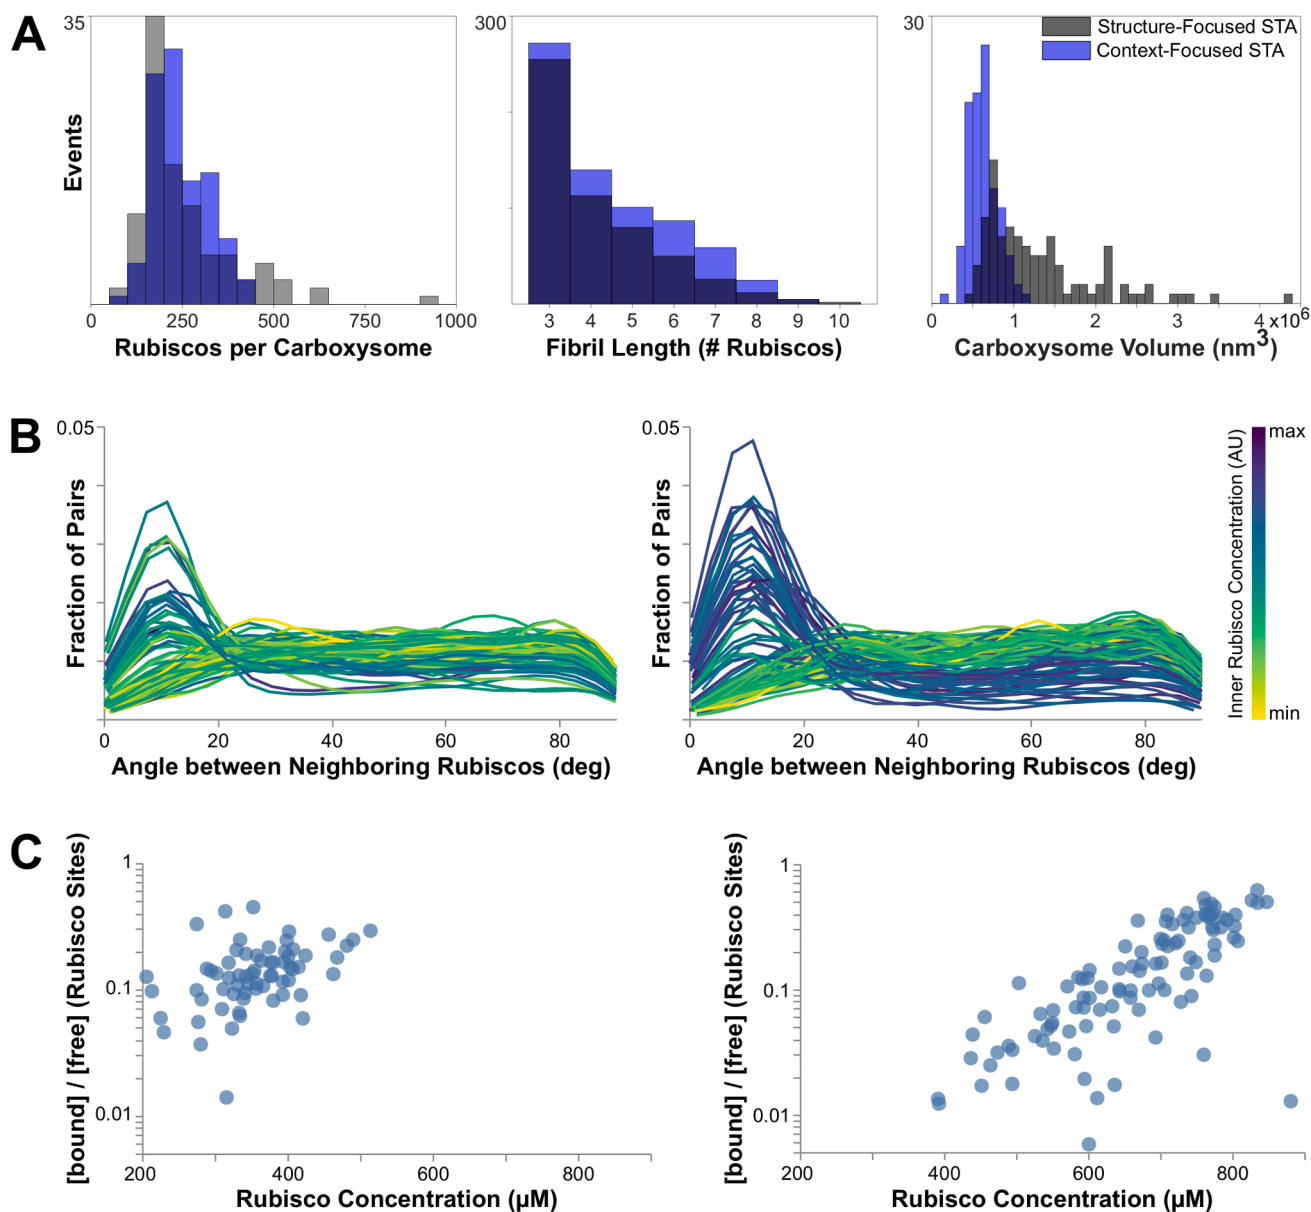 A
35
Events
0
250
500
750
1000
Rubiscos per Carboxysome
300
3
4
5
6
7
8
9
10
Fibril Length (# Rubiscos)
30
Structure-Focused STA
Context-Focused STA
0
1
2
3
4 x10⁶
Carboxysome Volume (nm³)
B
0.05
Fraction of Pairs
0
20
40
60
80
Angle between Neighboring Rubiscos (deg)
0.05
Fraction of Pairs
0
20
40
60
80
Angle between Neighboring Rubiscos (deg)
Inner Rubisco Concentration (AU)
max
min
C
[bound] / [free] (Rubisco Sites)
1
0.1
0.01
200
400
600
800
Rubisco Concentration (µM)
[bound] / [free] (Rubisco Sites)
1
0.1
0.01
200
400
600
800
Rubisco Concentration (µM)